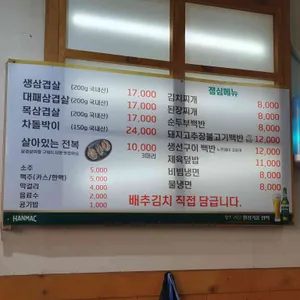 생삼겹살 (200g 국내산) 17,000
대패삼겹살 (200g 국내산) 17,000
목삼겹살 (200g 국내산) 17,000
차돌박이 (150g 국내산) 24,000
살아있는 전복 10,000
3마리
소주 5,000
맥주(카스/한맥) 5,000
막걸리 4,000
음료수 2,000
공기밥 1,000
점심메뉴
김치찌개 8,000
된장찌개 8,000
순두부백반 8,000
돼지고추장불고기백반 12,000
생선구이 백반 12,000
제육덮밥 11,000
비빔냉면 8,000
물냉면 8,000
배추김치 직접 담급니다.
HANMAC